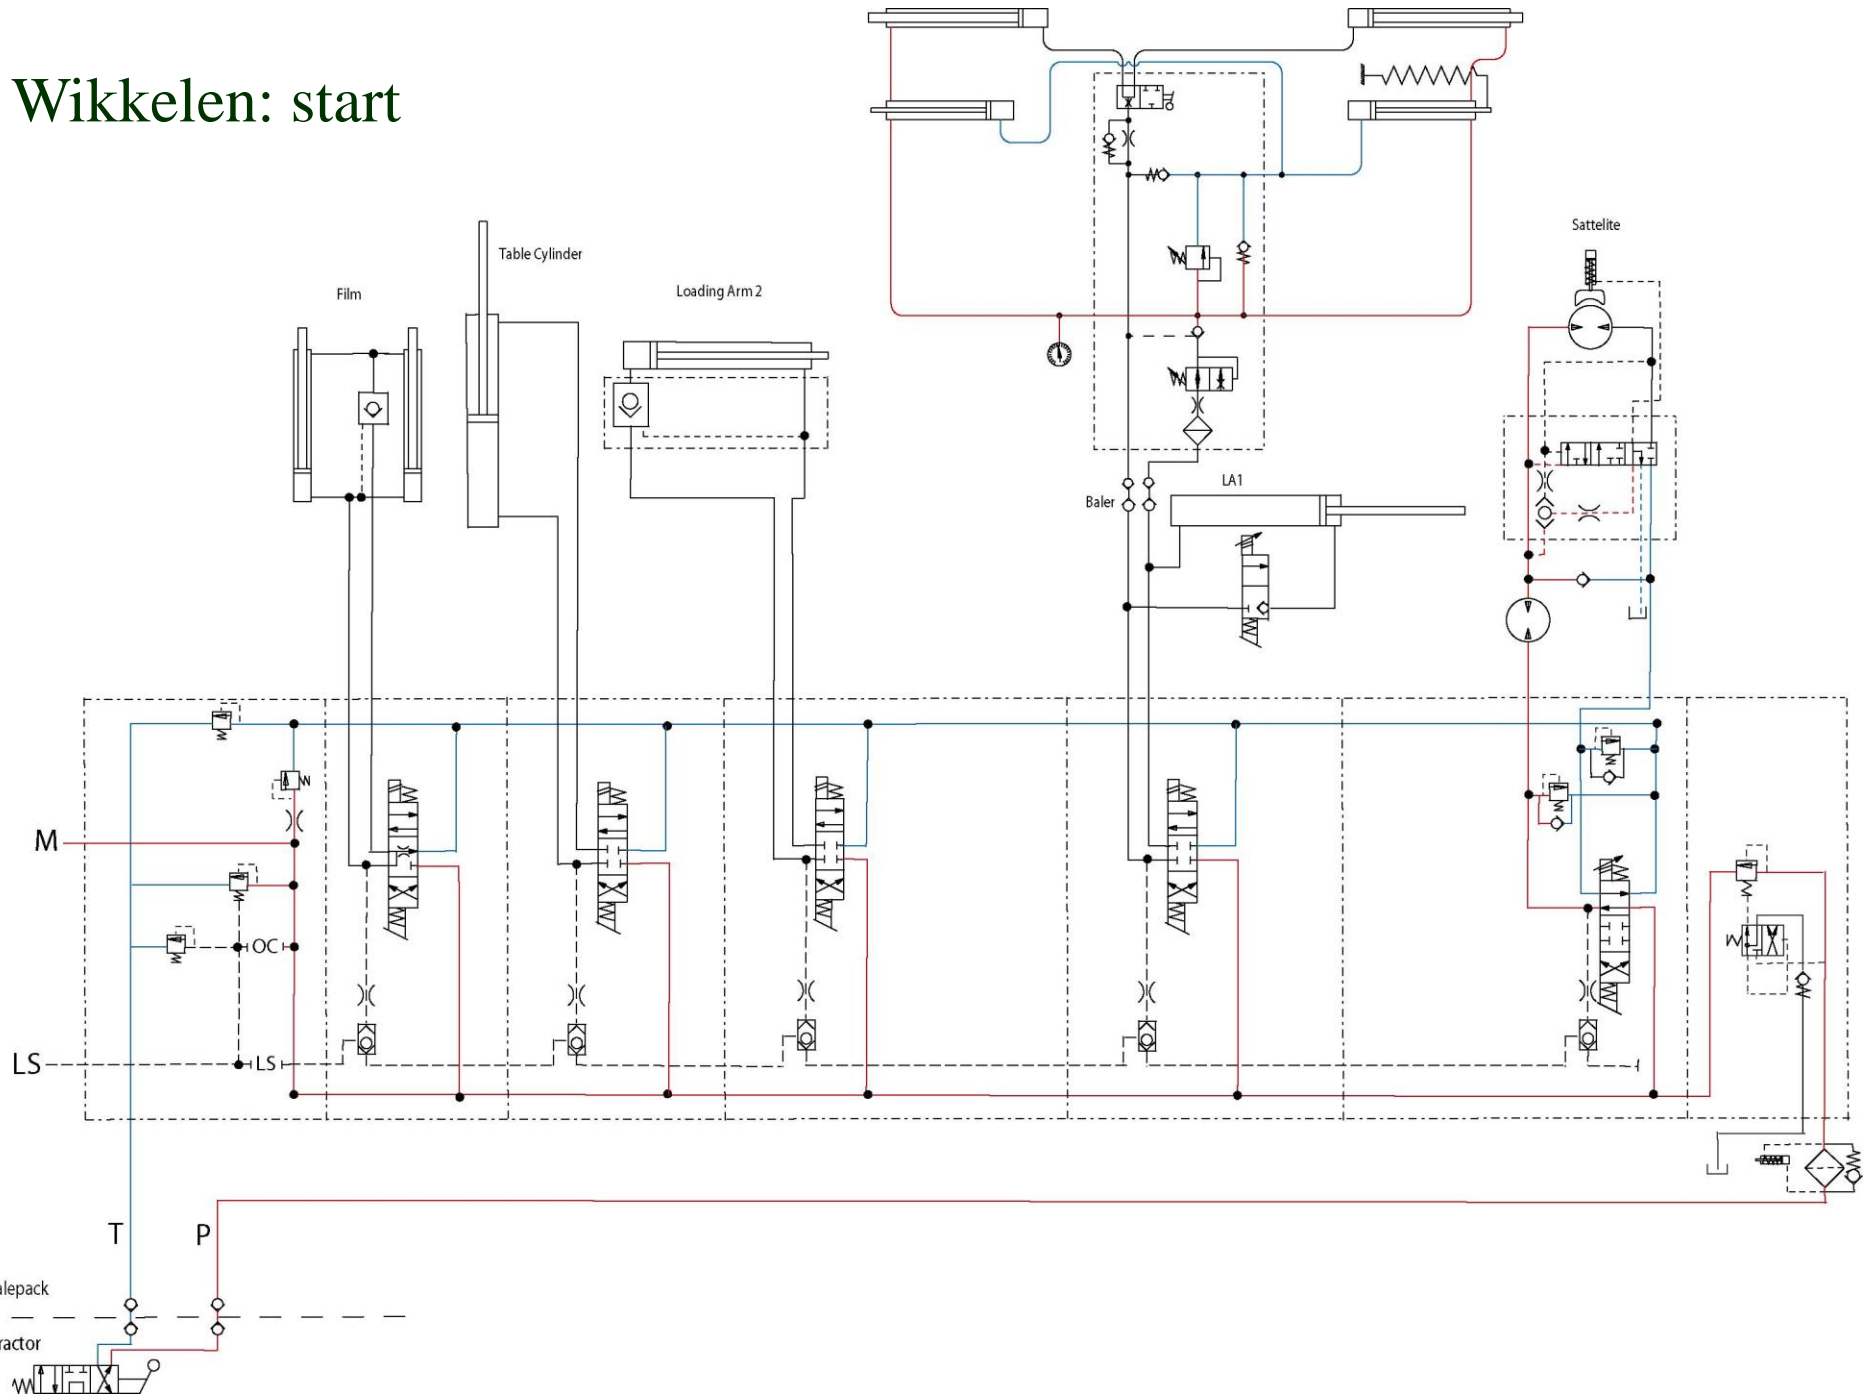 Wikkelen: start
Sattelite
Table Cylinder
Film
Loading Arm 2
LA1
Baler
M
OC
LS
LS
T
P
alepack
ractor